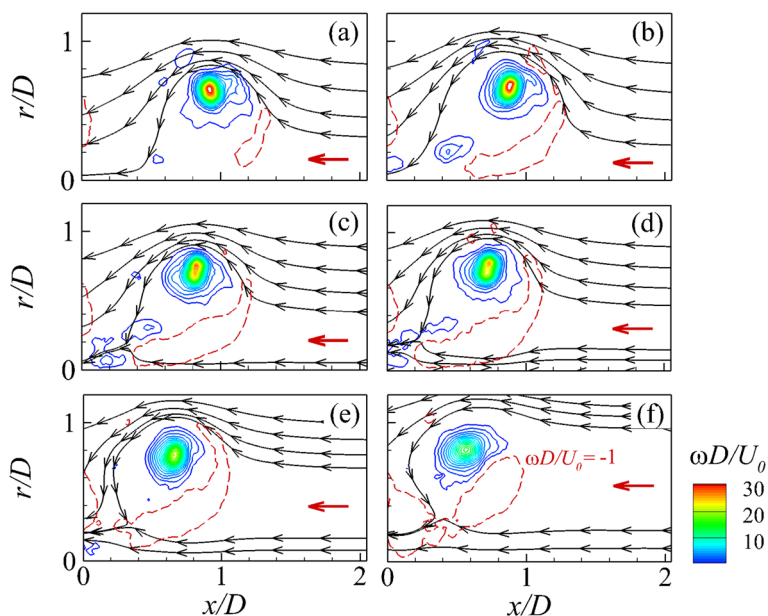 (a) (b)
1
r/D
0
(c) (d)
1
r/D
0
(e) (f)
1
r/D
ωD/U₀ = -1
ωD/U₀
30
20
10
0
0 1 2 0 1 2
x/D x/D